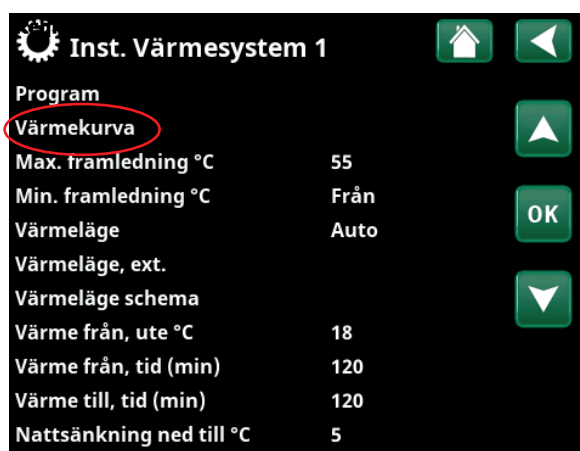 Inst. Värmesystem 1
Program
Värmekurva
Max. framledning °C 55
Min. framledning °C Från
Värmeläge Auto
OK
Värmeläge, ext.
Värmeläge schema
Värme från, ute °C 18
Värme från, tid (min) 120
Värme till, tid (min) 120
Nattsänkning ned till °C 5